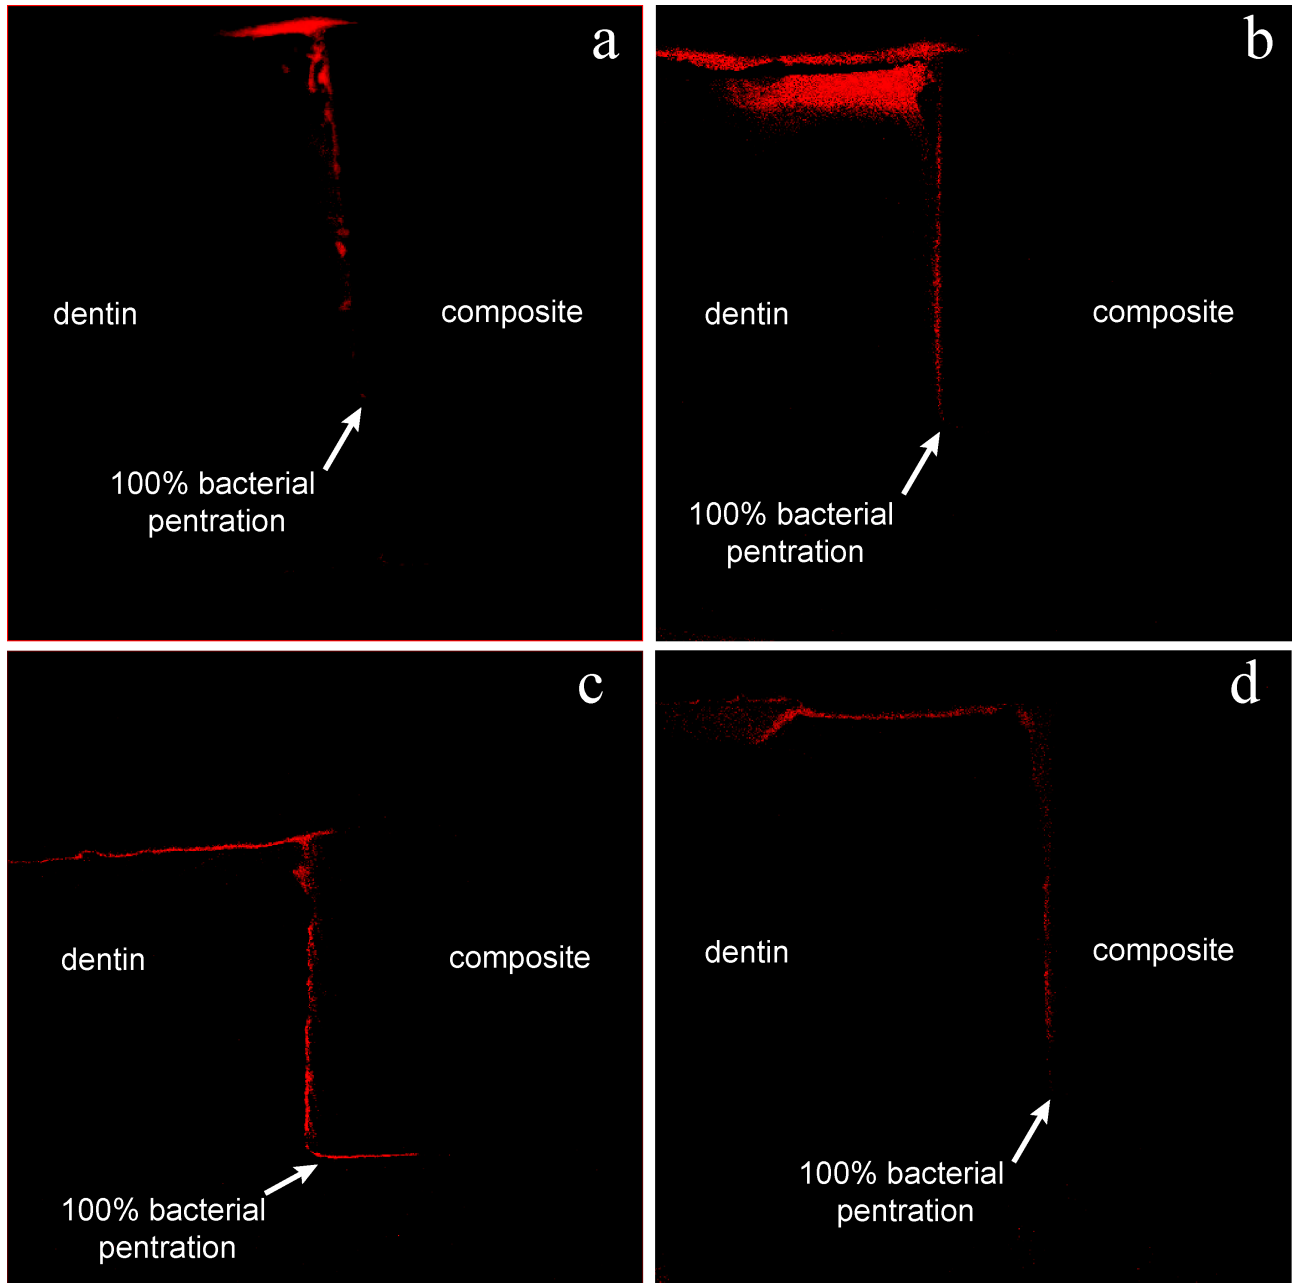 a
dentin
composite
100% bacterial
pentration
b
dentin
composite
100% bacterial
pentration
c
dentin
composite
100% bacterial
pentration
d
dentin
composite
100% bacterial
pentration